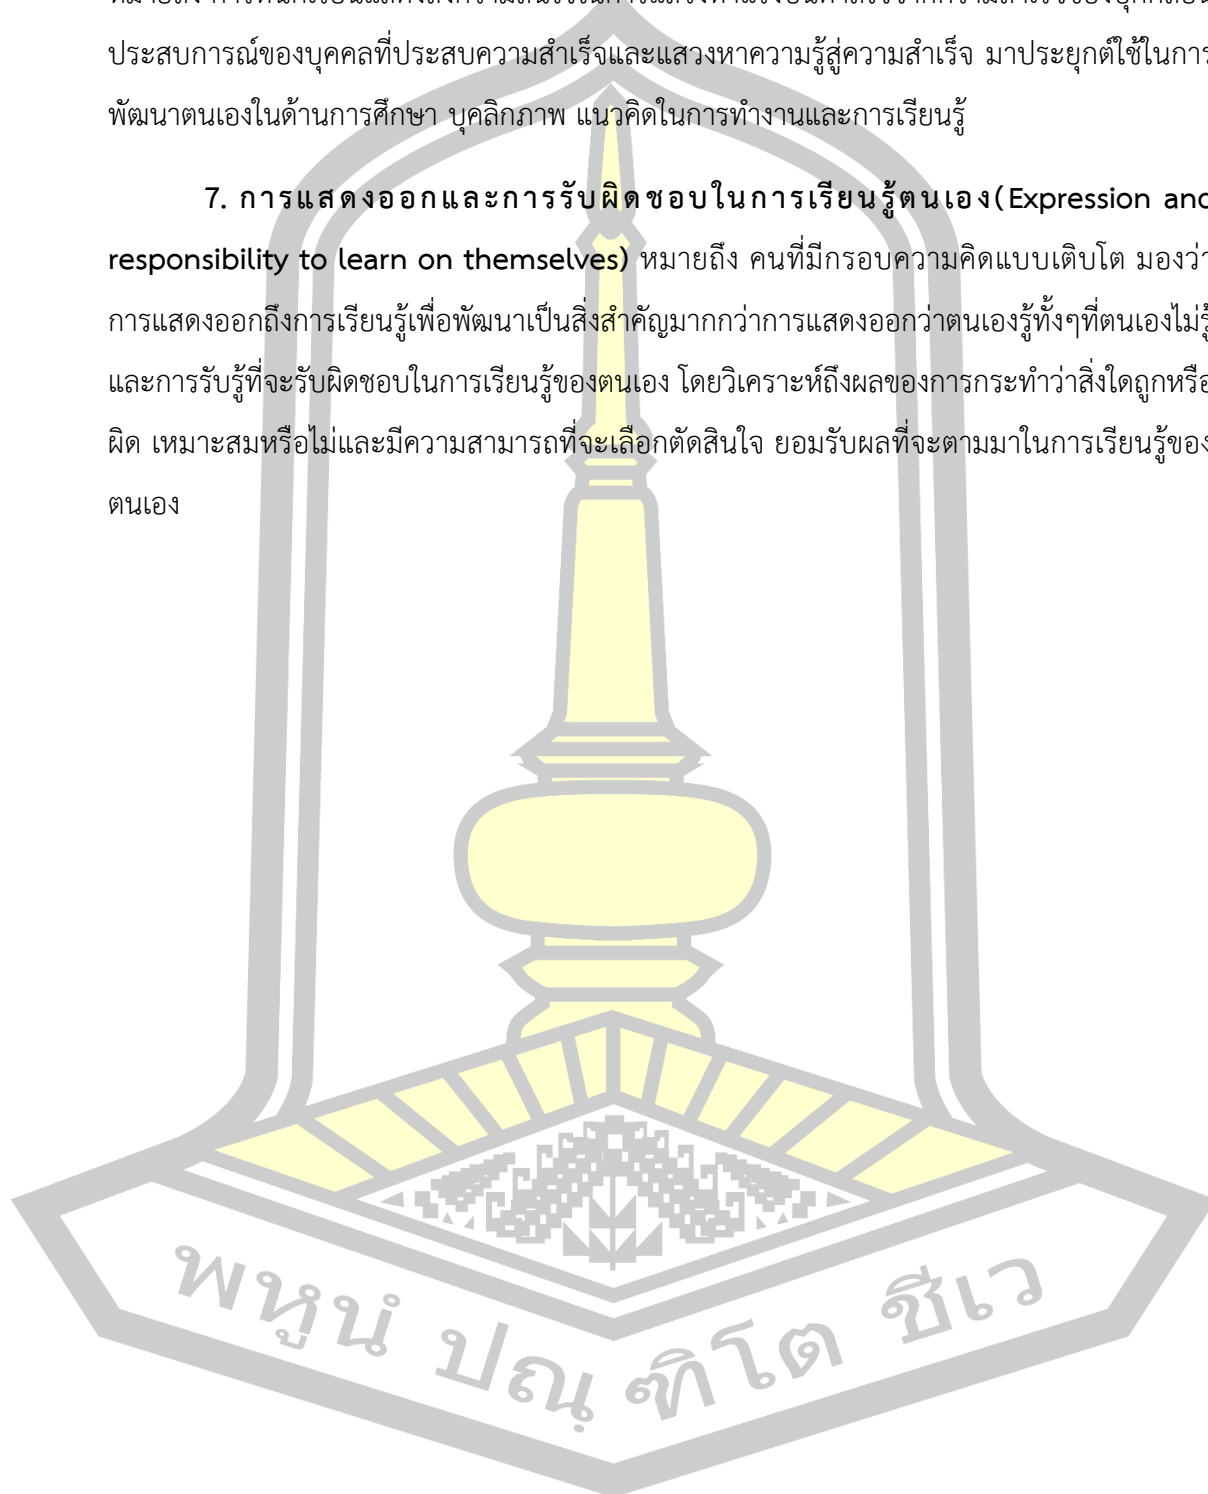 ประสบการณ์ของบุคคลที่ประสบความสำเร็จและแสวงหาความรู้สู่ความสำเร็จ มาประยุกต์ใช้ในการ
พัฒนาตนเองในด้านการศึกษา บุคลิกภาพ แนวคิดในการทำงานและการเรียนรู้
7. การแสดงออกและการรับผิดชอบในการเรียนรู้ตนเอง(Expression and
responsibility to learn on themselves) หมายถึง คนที่มีกรอบความคิดแบบเติบโต มองว่า
การแสดงออกถึงการเรียนรู้เพื่อพัฒนาเป็นสิ่งสำคัญมากกว่าการแสดงออกว่าตนเองรู้ทั้งๆที่ตนเองไม่รู้
และการรับรู้ที่จะรับผิดชอบในการเรียนรู้ของตนเอง โดยวิเคราะห์ถึงผลของการกระทำว่าสิ่งใดถูกหรือ
ผิด เหมาะสมหรือไม่และมีความสามารถที่จะเลือกตัดสินใจ ยอมรับผลที่จะตามมาในการเรียนรู้ของ
ตนเอง
พหูนํ ปณฺฑิโต ชีเว